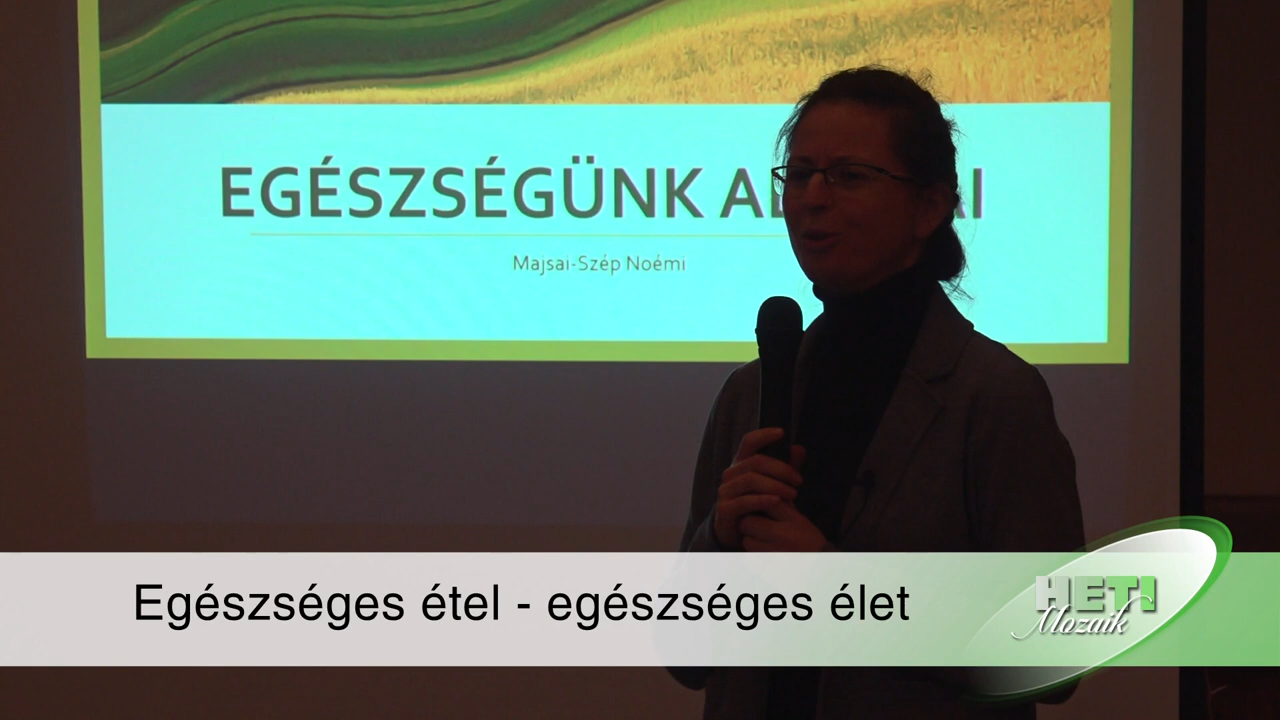 EGÉSZSÉGÜNK
Majsai-Szép Noémi
Egészséges étel - egészséges élet
HETI
Mozaik